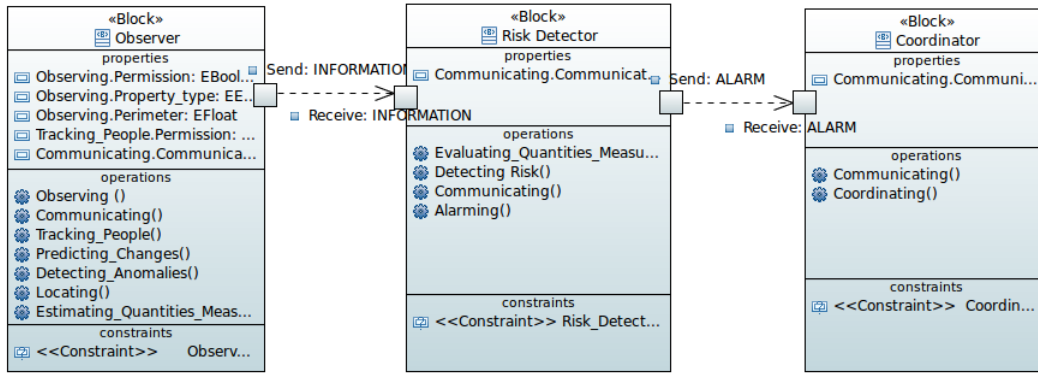 «Block»
Observer
properties
Observing.Permission: EBool...
Observing.Property_type: EE...
Observing.Perimeter: EFloat
Tracking_People.Permission: ...
Communicating.Communica...
operations
Observing ()
Communicating()
Tracking_People()
Predicting_Changes()
Detecting_Anomalies()
Locating()
Estimating_Quantities_Meas...
constraints
<<Constraint>> Observ...
Send: INFORMATION
Receive: INFORMATION
«Block»
Risk Detector
properties
Communicating.Communicat...
operations
Evaluating_Quantities_Measu...
Detecting Risk()
Communicating()
Alarming()
constraints
<<Constraint>> Risk_Detect...
Send: ALARM
Receive: ALARM
«Block»
Coordinator
properties
Communicating.Communi...
operations
Communicating()
Coordinating()
constraints
<<Constraint>> Coordin...